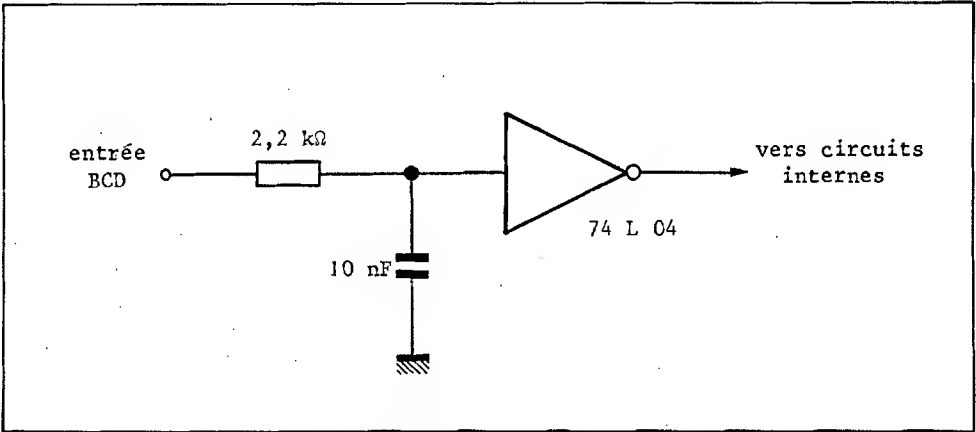 entrée
BCD
2,2 kΩ
10 nF
74 L 04
vers circuits
internes